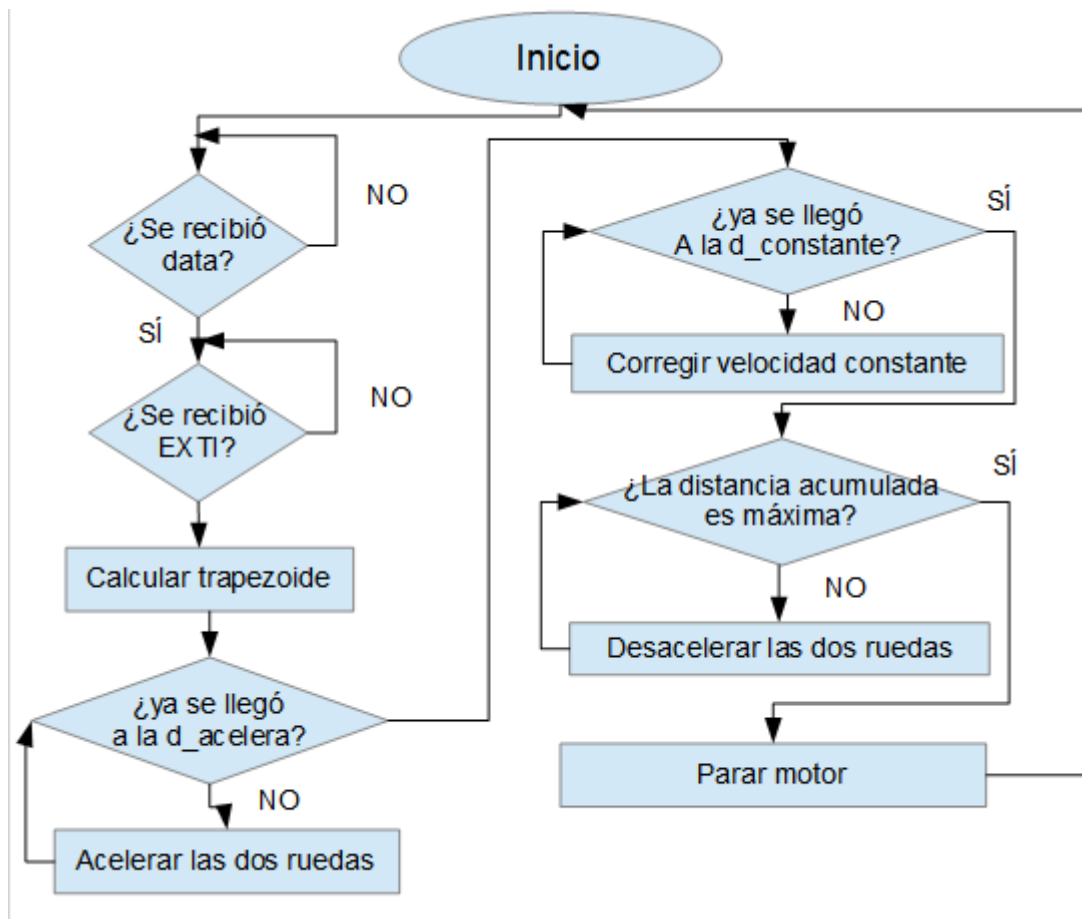 Inicio
¿Se recibió
data?
NO
SÍ
¿Se recibió
EXTI?
NO
Calcular trapezoide
¿ya se llegó
a la d_acelera?
NO
Acelerar las dos ruedas
¿ya se llegó
A la d_constante?
SÍ
NO
Corregir velocidad constante
¿La distancia acumulada
es máxima?
SÍ
NO
Desacelerar las dos ruedas
Parar motor